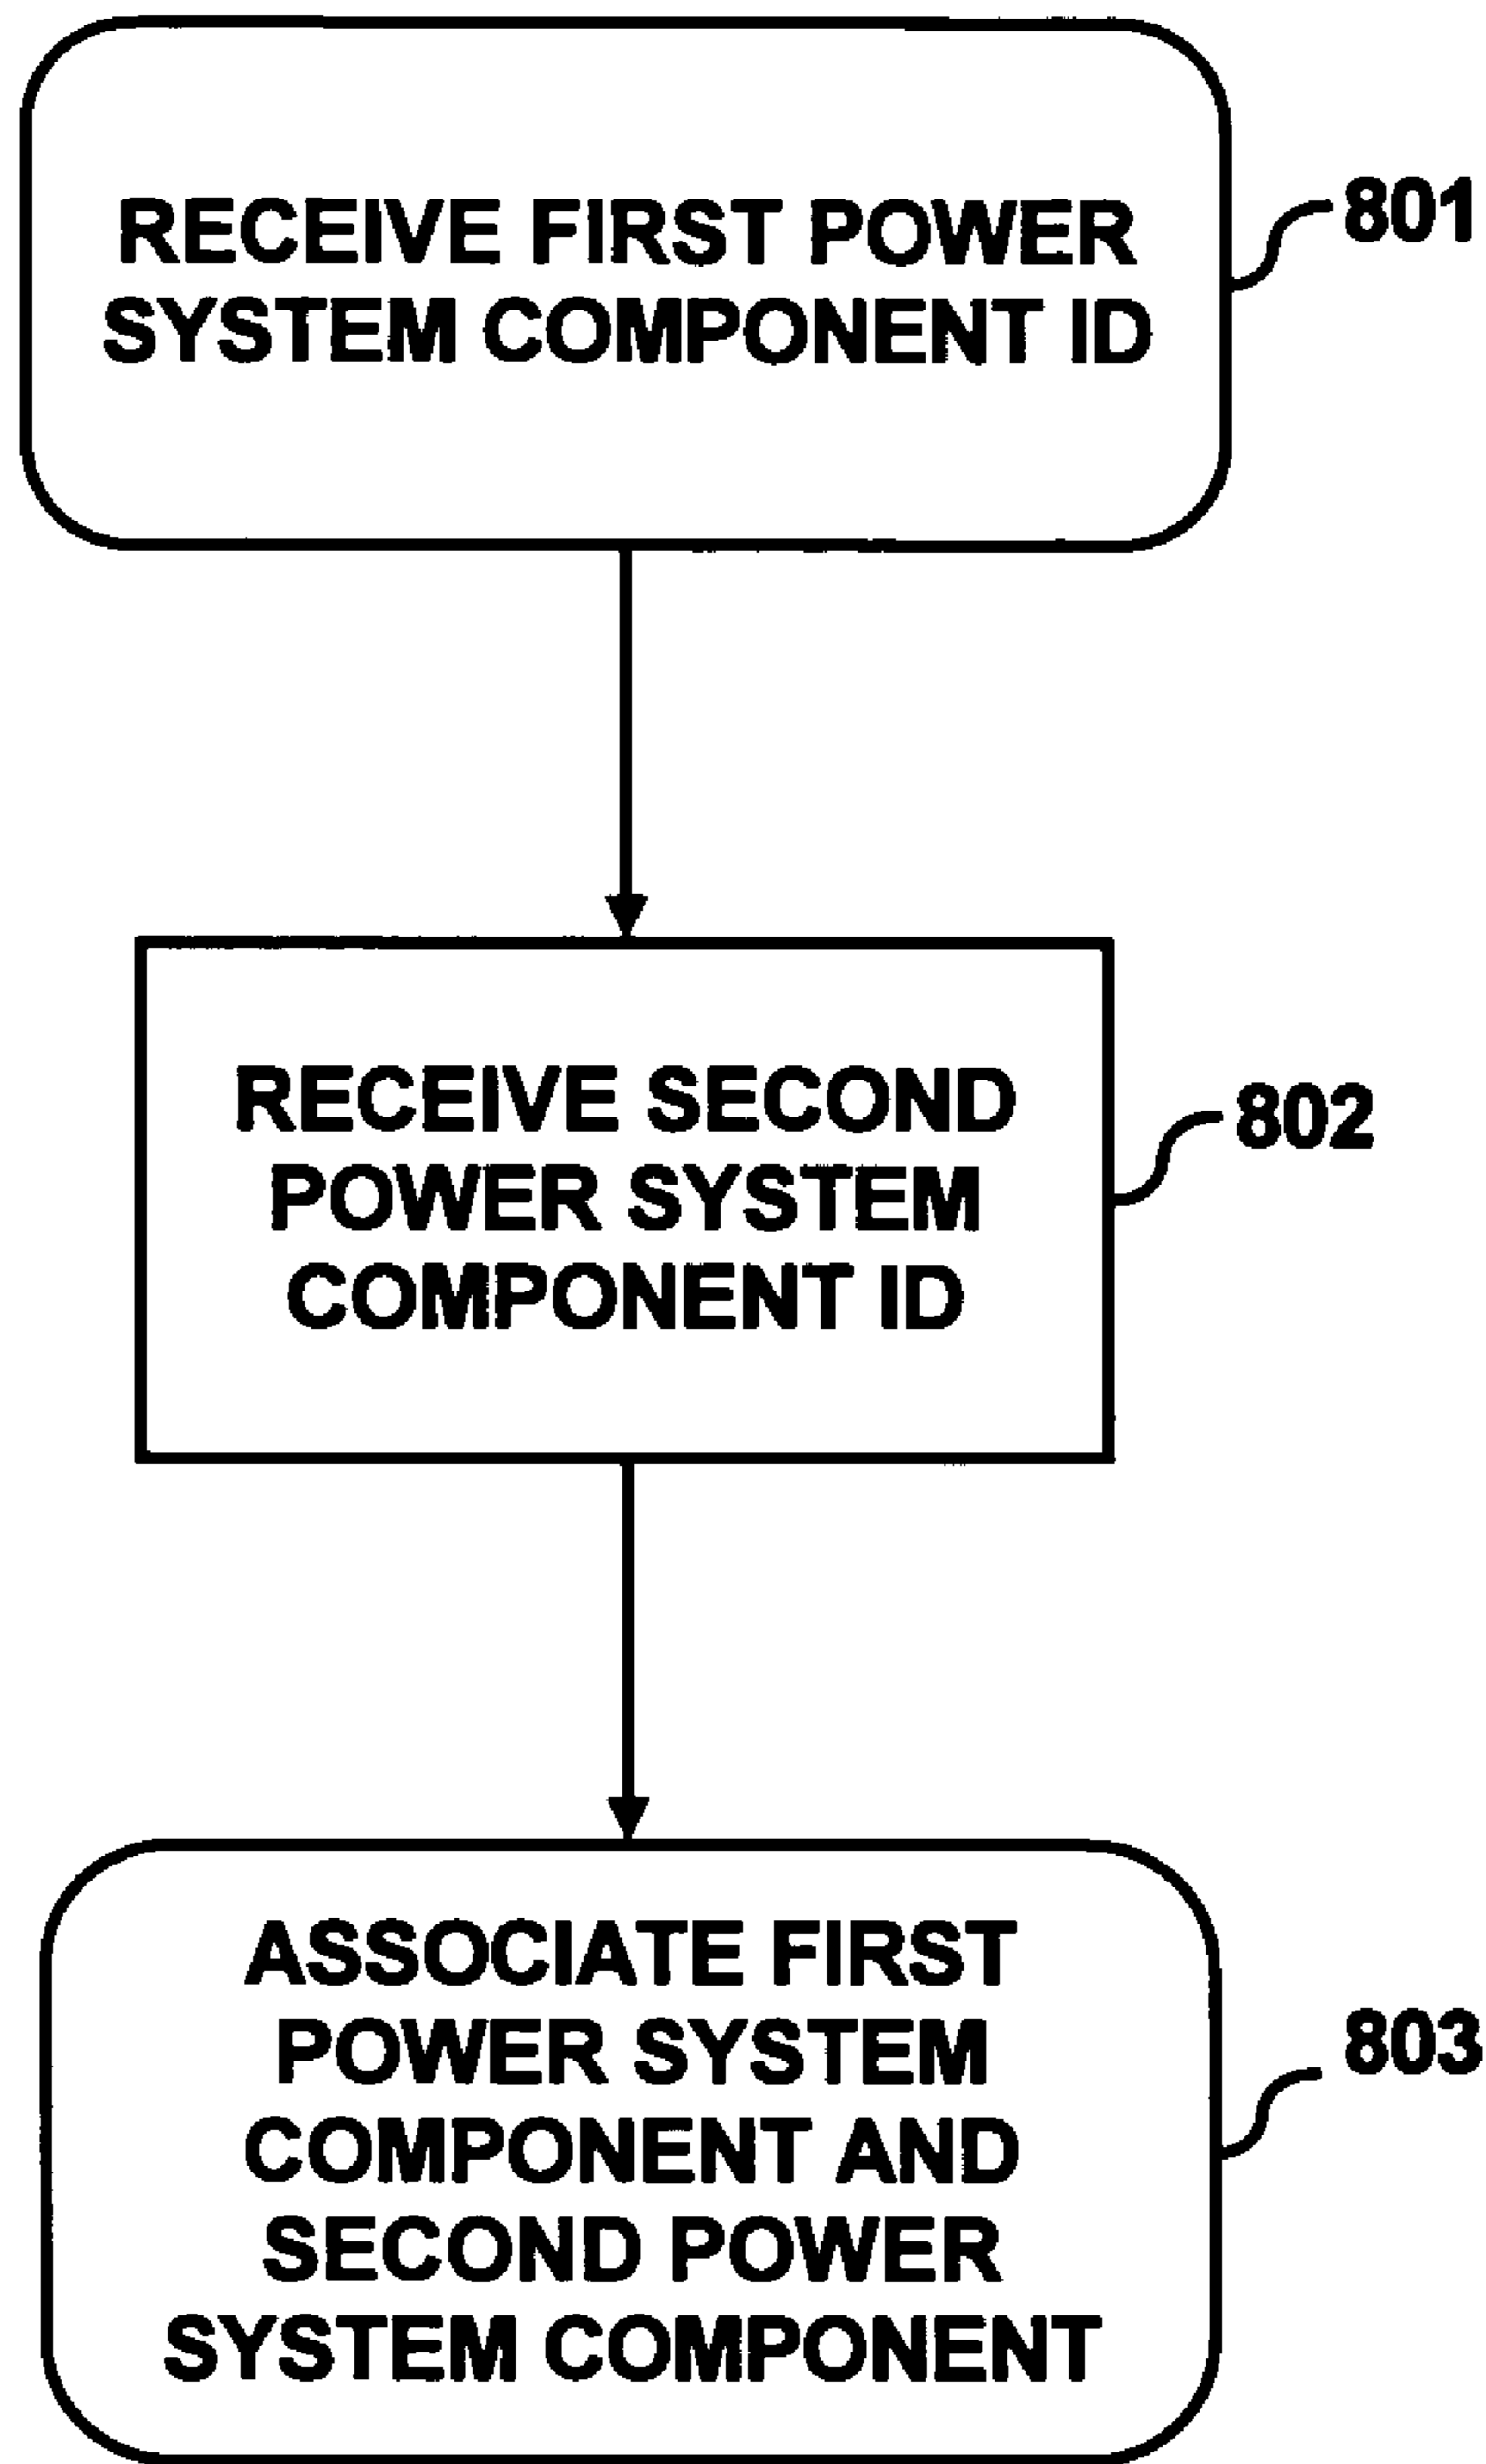 RECEIVE FIRST POWER
SYSTEM COMPONENT ID
801
RECEIVE SECOND
POWER SYSTEM
COMPONENT ID
802
ASSOCIATE FIRST
POWER SYSTEM
COMPONENT AND
SECOND POWER
SYSTEM COMPONENT
803